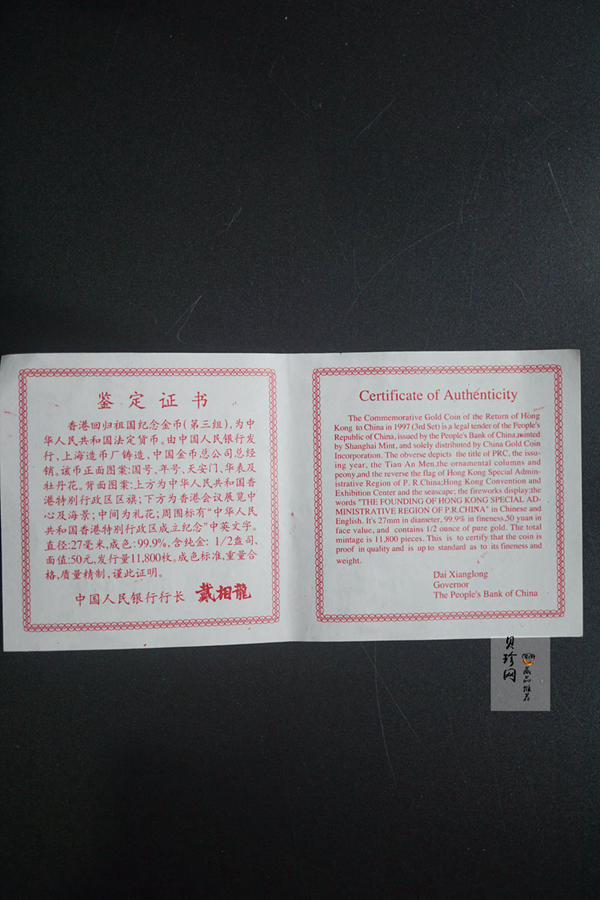 鉴定证书
香港回归祖国纪念金币(第三组),为中
华人民共和国法定货币。由中国人民银行发
行,上海造币厂铸造,中国金币总公司总经
销。该币正面图案:国号、年号、天安门、华表及
牡丹花。背面图案:上方为中华人民共和国香
港特别行政区区旗;下方为香港会议展览中
心及海景;中间为礼花;周围标有“中华人民
共和国香港特别行政区成立纪念”中英文字。
直径:27毫米,成色:99.9%,含纯金: 1/2盎司,
面值:50元,发行量11,800枚。成色标准,重量合
格,质量精制,谨此证明。
中国人民银行行长 戴相龍
Certificate of Authenticity
The Commemorative Gold Coin of the Return of Hong
Kong to China in 1997 (3rd Set) is a legal tender of the People's
Republic of China, issued by the People's Bank of China,minted
by Shanghai Mint, and solely distributed by China Gold Coin
Incorporation. The obverse depicts the title of PRC, the issu-
ing year, the Tian An Men,the ornamental columns and
peony,and the reverse the flag of Hong Kong Special Admin-
istrative Region of P. R.China;Hong Kong Convention and
Exhibition Center and the seascape; the fireworks display;the
words "THE FOUNDING OF HONG KONG SPECIAL AD-
MINISTRATIVE REGION OF P.R.CHINA" in Chinese and
English. It's 27mm in diameter, 99.9% in fineness,50 yuan in
face value, and contains 1/2 ounce of pure gold. The total
mintage is 11,800 pieces. This is to certify that the coin is
proof in quality and is up to standard as to its fineness and
weight.
Dai Xianglong
Governor
The People's Bank of China
珍网
藏品推荐